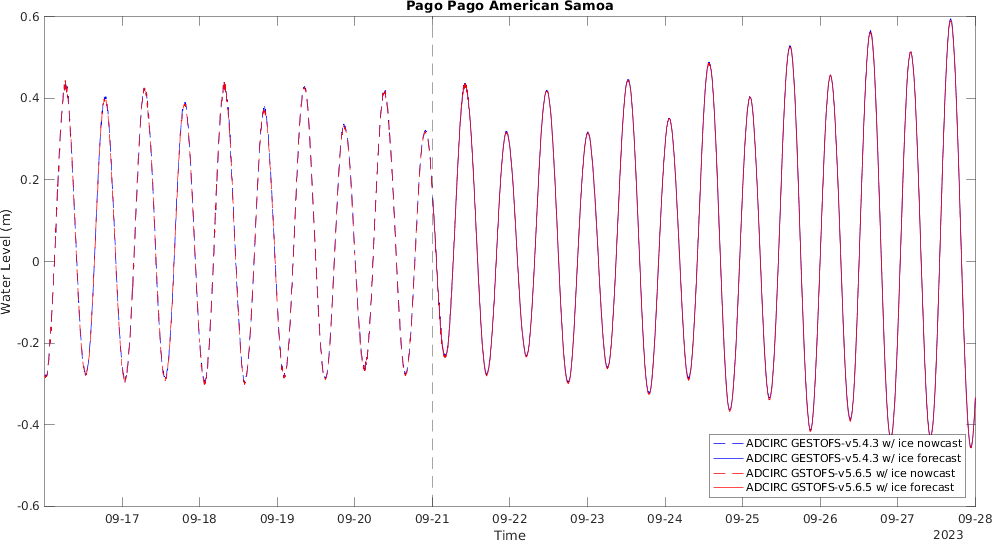 Pago Pago American Samoa
0.6
0.4
0.2
0
-0.2
-0.4
-0.6
Water Level (m)
ADCIRC GESTOFS-v5.4.3 w/ ice nowcast
ADCIRC GESTOFS-v5.4.3 w/ ice forecast
ADCIRC GSTOFS-v5.6.5 w/ ice nowcast
ADCIRC GSTOFS-v5.6.5 w/ ice forecast
09-17 09-18 09-19 09-20 09-21 09-22 09-23 09-24 09-25 09-26 09-27 09-28
Time
2023